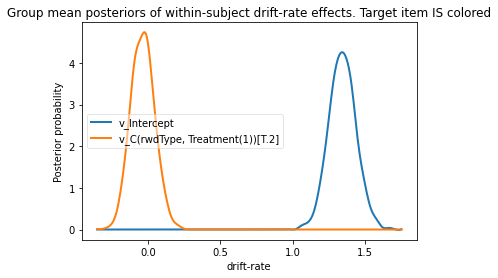 Group mean posteriors of within-subject drift-rate effects. Target item IS colored
Posterior probability
4
3
2
1
0
v_Intercept
v_C(rwdType, Treatment(1))[T.2]
0.0 0.5 1.0 1.5
drift-rate